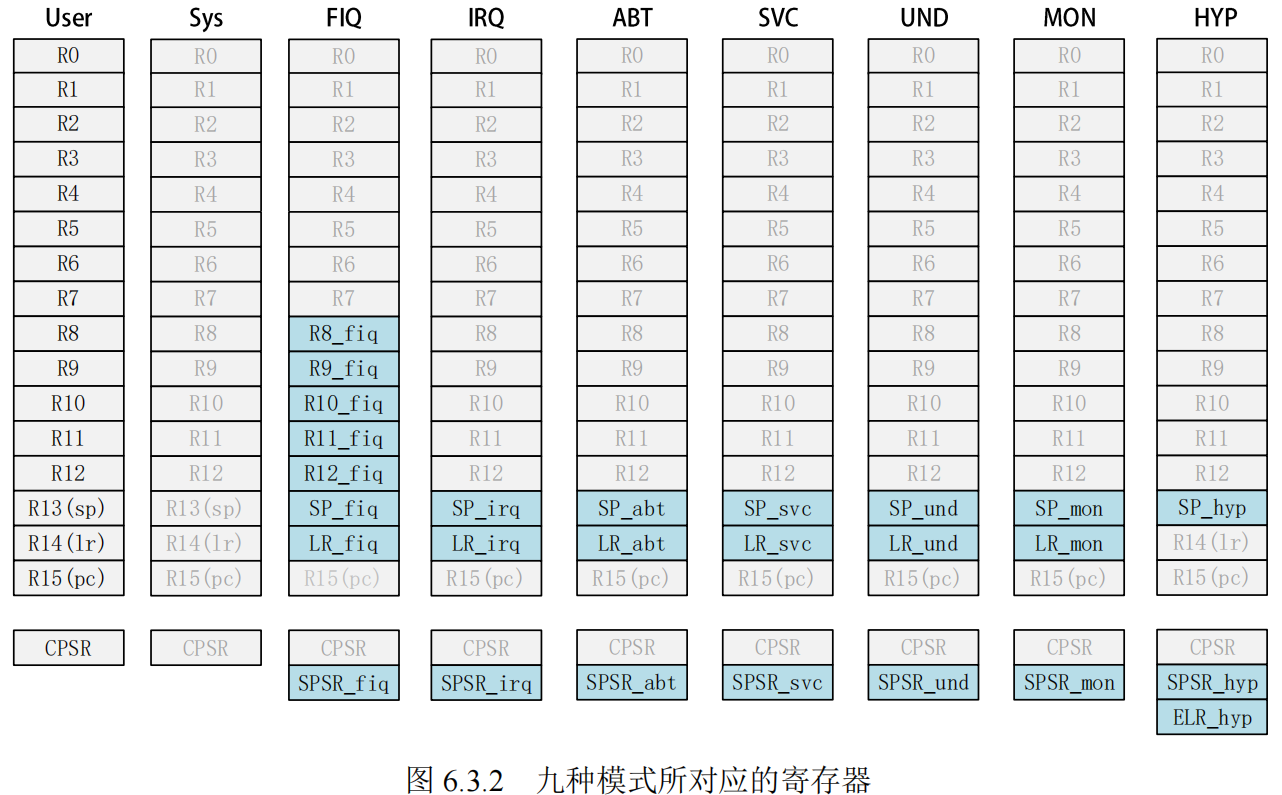 User Sys FIQ IRQ ABT SVC UND MON HYP
R0 R0 R0 R0 R0 R0 R0 R0 R0
R1 R1 R1 R1 R1 R1 R1 R1 R1
R2 R2 R2 R2 R2 R2 R2 R2 R2
R3 R3 R3 R3 R3 R3 R3 R3 R3
R4 R4 R4 R4 R4 R4 R4 R4 R4
R5 R5 R5 R5 R5 R5 R5 R5 R5
R6 R6 R6 R6 R6 R6 R6 R6 R6
R7 R7 R7 R7 R7 R7 R7 R7 R7
R8 R8 R8_fiq R8 R8 R8 R8 R8 R8
R9 R9 R9_fiq R9 R9 R9 R9 R9 R9
R10 R10 R10_fiq R10 R10 R10 R10 R10 R10
R11 R11 R11_fiq R11 R11 R11 R11 R11 R11
R12 R12 R12_fiq R12 R12 R12 R12 R12 R12
R13(sp) R13(sp) SP_fiq SP_irq SP_abt SP_svc SP_und SP_mon SP_hyp
R14(lr) R14(lr) LR_fiq LR_irq LR_abt LR_svc LR_und LR_mon R14(lr)
R15(pc) R15(pc) R15(pc) R15(pc) R15(pc) R15(pc) R15(pc) R15(pc) R15(pc)
CPSR CPSR CPSR CPSR CPSR CPSR CPSR CPSR CPSR
SPSR_fiq SPSR_irq SPSR_abt SPSR_svc SPSR_und SPSR_mon SPSR_hyp
ELR_hyp
图 6.3.2 九种模式所对应的寄存器